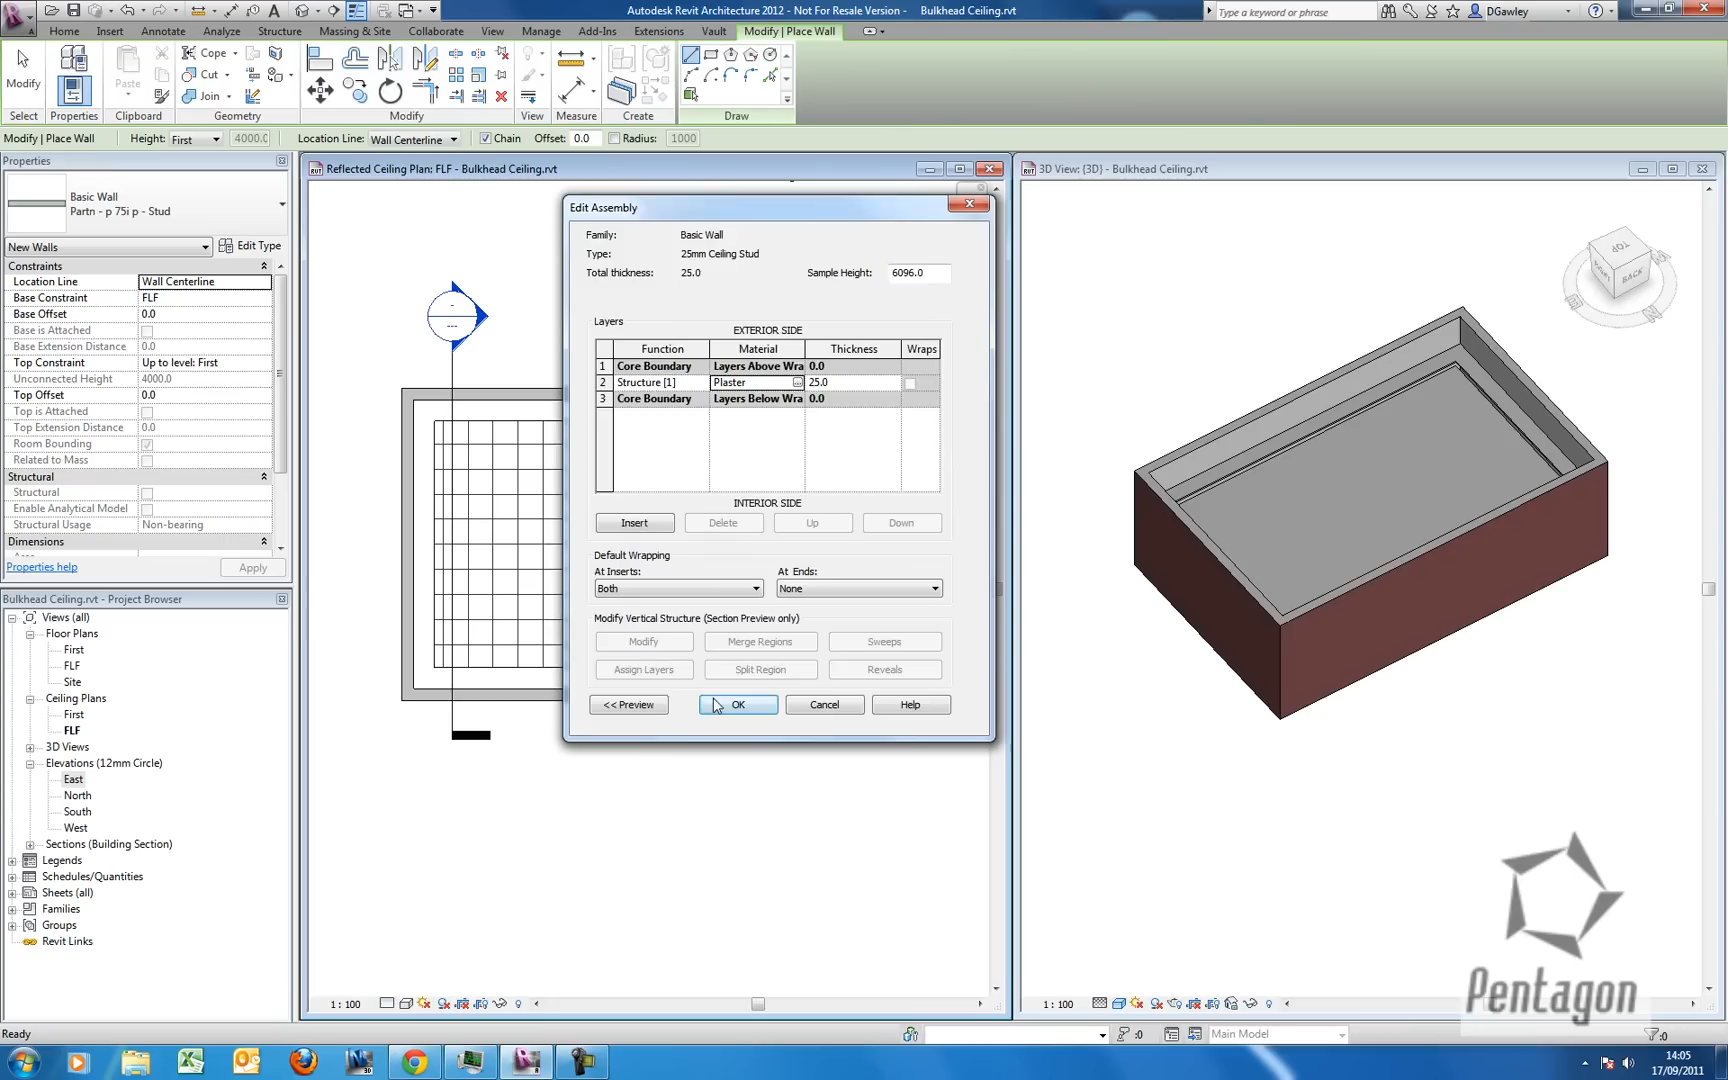 Autodesk Revit Architecture 2012 - Not For Resale Version - Bulkhead Ceiling.rvt
Type a keyword or phrase
DGawley
Home Insert Annotate Analyze Structure Massing & Site Collaborate View Manage Add-Ins Extensions Vault Modify | Place Wall
Modify
Paste
Cope
Cut
Join
Select Properties Clipboard Geometry Modify View Measure Create Draw
Modify | Place Wall Height: First 4000.0 Location Line: Wall Centerline Chain Offset: 0.0 Radius: 1000
Properties
Basic Wall
Partn - p 75i p - Stud
New Walls Edit Type
Constraints
Location Line Wall Centerline
Base Constraint FLF
Base Offset 0.0
Base is Attached
Base Extension Distance 0.0
Top Constraint Up to level: First
Unconnected Height 4000.0
Top Offset 0.0
Top is Attached
Top Extension Distance 0.0
Room Bounding
Related to Mass
Structural
Structural
Enable Analytical Model
Structural Usage Non-bearing
Dimensions
Properties help Apply
Bulkhead Ceiling.rvt - Project Browser
Views (all)
Floor Plans
First
FLF
Site
Ceiling Plans
First
FLF
3D Views
Elevations (12mm Circle)
East
North
South
West
Sections (Building Section)
Legends
Schedules/Quantities
Sheets (all)
Families
Groups
Revit Links
Reflected Ceiling Plan: FLF - Bulkhead Ceiling.rvt
1 : 100
Edit Assembly
Family: Basic Wall
Type: 25mm Ceiling Stud
Total thickness: 25.0 Sample Height: 6096.0
Layers
EXTERIOR SIDE
Function Material Thickness Wraps
1 Core Boundary Layers Above Wra 0.0
2 Structure [1] Plaster 25.0
3 Core Boundary Layers Below Wra 0.0
INTERIOR SIDE
Insert Delete Up Down
Default Wrapping
At Inserts: At Ends:
Both None
Modify Vertical Structure (Section Preview only)
Modify Merge Regions Sweeps
Assign Layers Split Region Reveals
<< Preview OK Cancel Help
3D View: {3D} - Bulkhead Ceiling.rvt
TOP
BACK
1 : 100
Pentagon
Ready :0 Main Model :0
14:05
17/09/2011